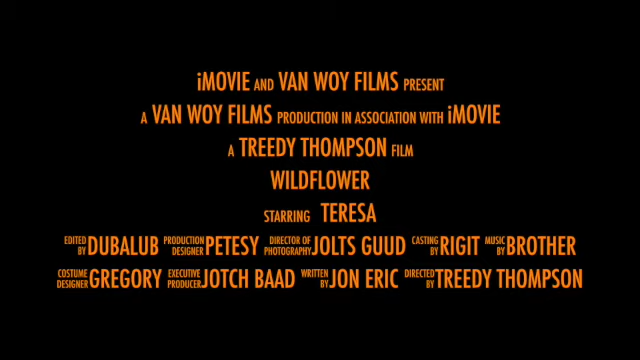 iMOVIE AND VAN WOY FILMS PRESENT
A VAN WOY FILMS PRODUCTION IN ASSOCIATION WITH iMOVIE
A TREEDY THOMPSON FILM
WILDFLOWER
STARRING TERESA
EDITED BY DUBALUB PRODUCTION DESIGNER PETESY DIRECTOR OF PHOTOGRAPHY JOLTS GUUD CASTING BY RIGIT MUSIC BY BROTHER
COSTUME DESIGNER GREGORY EXECUTIVE PRODUCER JOTCH BAAD WRITTEN BY JON ERIC DIRECTED BY TREEDY THOMPSON